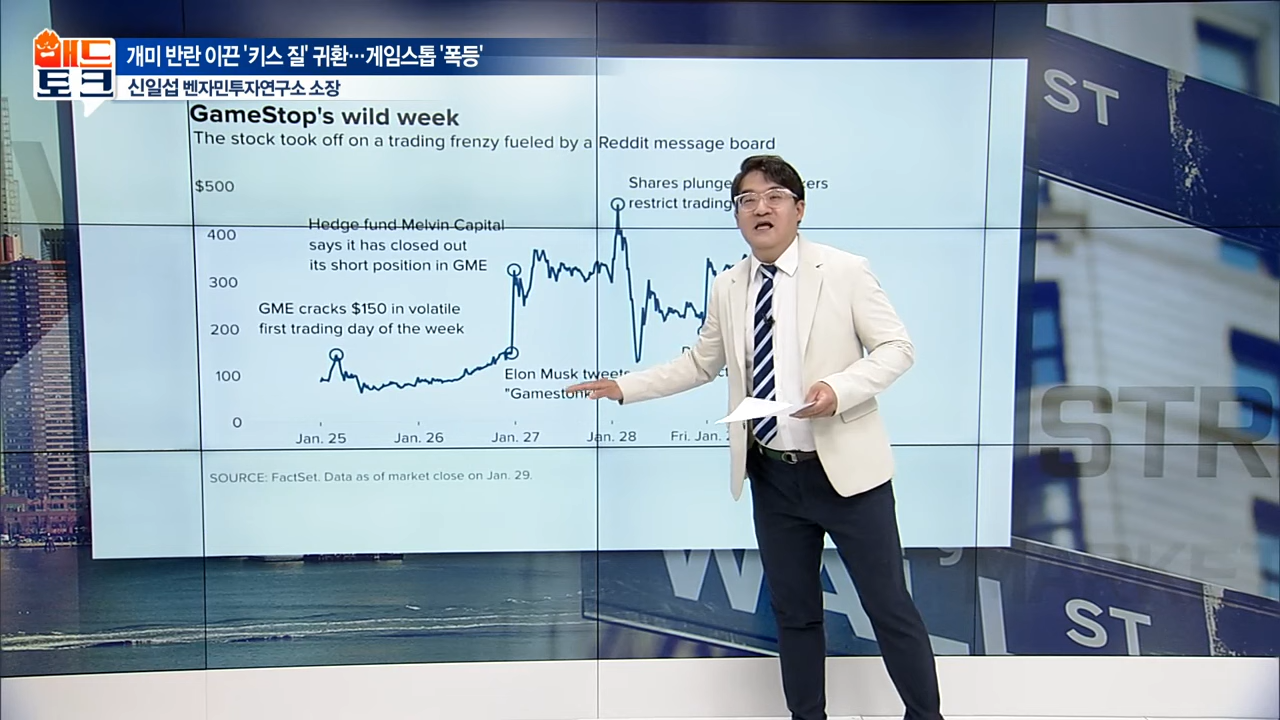 매드
토크
개미 반란 이끈 '키스 질' 귀환…게임스톱 '폭등'
신일섭 벤자민투자연구소 소장
GameStop's wild week
The stock took off on a trading frenzy fueled by a Reddit message board
$500
400
300
200
100
0
Shares plunge
restrict trading
Hedge fund Melvin Capital
says it has closed out
its short position in GME
GME cracks $150 in volatile
first trading day of the week
Elon Musk tweets
Jan. 25
Jan. 26
Jan. 27
Jan. 28
Fri. Jan.
SOURCE: FactSet. Data as of market close on Jan. 29.
ST
STR
WALL
ST